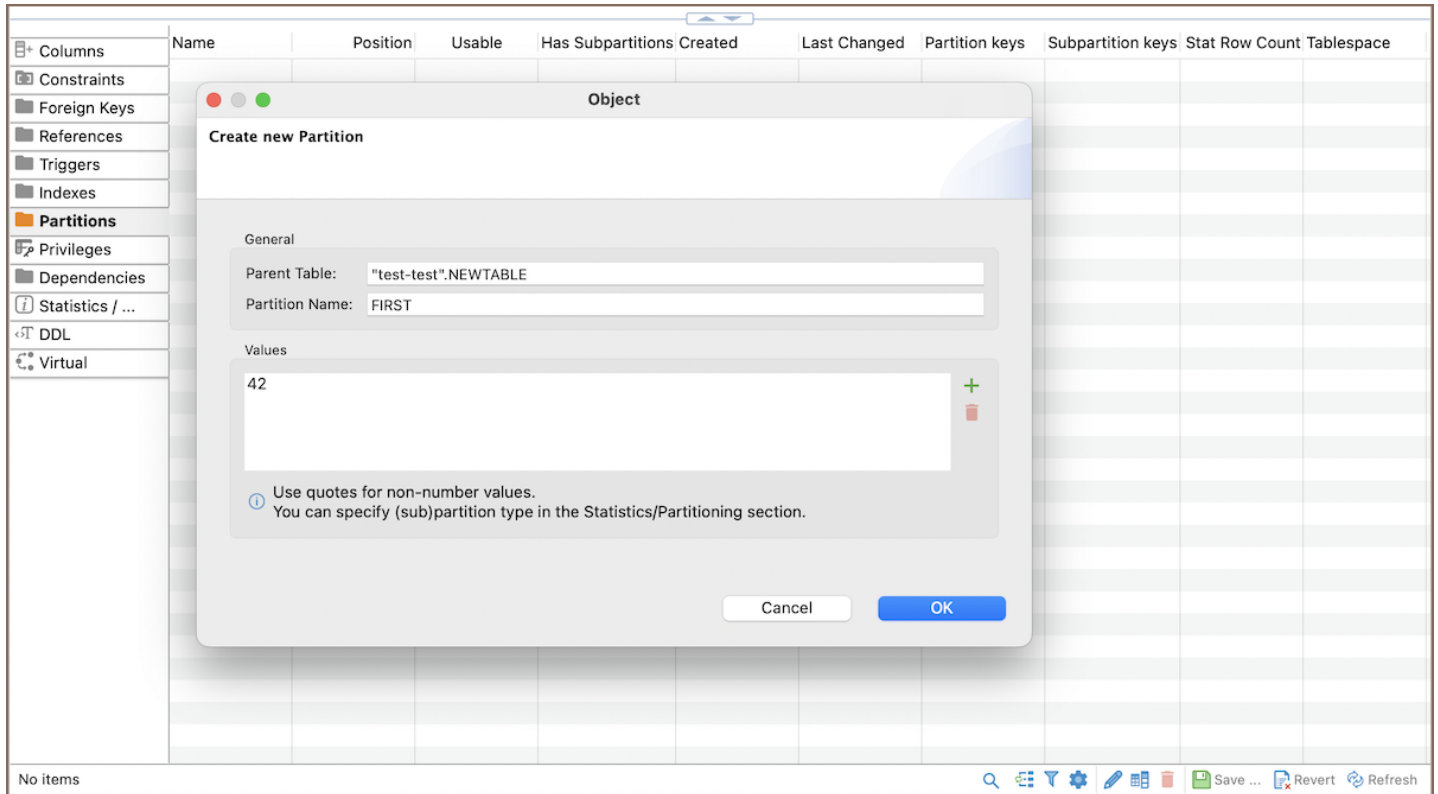 Name Position Usable Has Subpartitions Created Last Changed Partition keys Subpartition keys Stat Row Count Tablespace
Columns
Constraints
Foreign Keys
References
Triggers
Indexes
Partitions
Privileges
Dependencies
Statistics / ...
DDL
Virtual
Object
Create new Partition
General
Parent Table: "test-test".NEWTABLE
Partition Name: FIRST
Values
42
Use quotes for non-number values.
You can specify (sub)partition type in the Statistics/Partitioning section.
Cancel OK
No items Save ... Revert Refresh